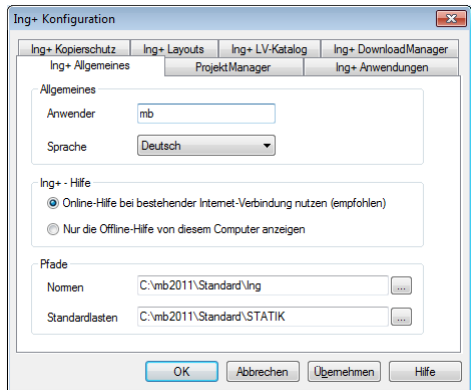 Ing+ Konfiguration
Ing+ Kopierschutz Ing+ Layouts Ing+ LV-Katalog Ing+ DownloadManager
Ing+ Allgemeines ProjektManager Ing+ Anwendungen
Allgemeines
Anwender mb
Sprache Deutsch
Ing+ - Hilfe
Online-Hilfe bei bestehender Internet-Verbindung nutzen (empfohlen)
Nur die Offline-Hilfe von diesem Computer anzeigen
Pfade
Normen C:\mb2011\Standard\Ing ...
Standardlasten C:\mb2011\Standard\STATIK ...
OK Abbrechen Übernehmen Hilfe